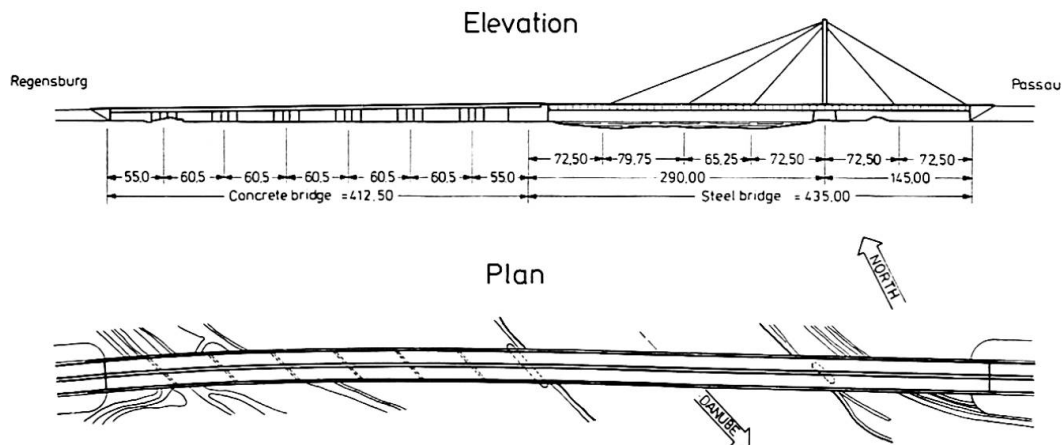 Elevation
Regensburg
Passau
72,50 79,75 65,25 72,50 72,50 72,50
55,0 60,5 60,5 60,5 60,5 60,5 55,0 290,00 145,00
Concrete bridge =412,50 Steel bridge = 435,00
NORTH
Plan
DANUBE